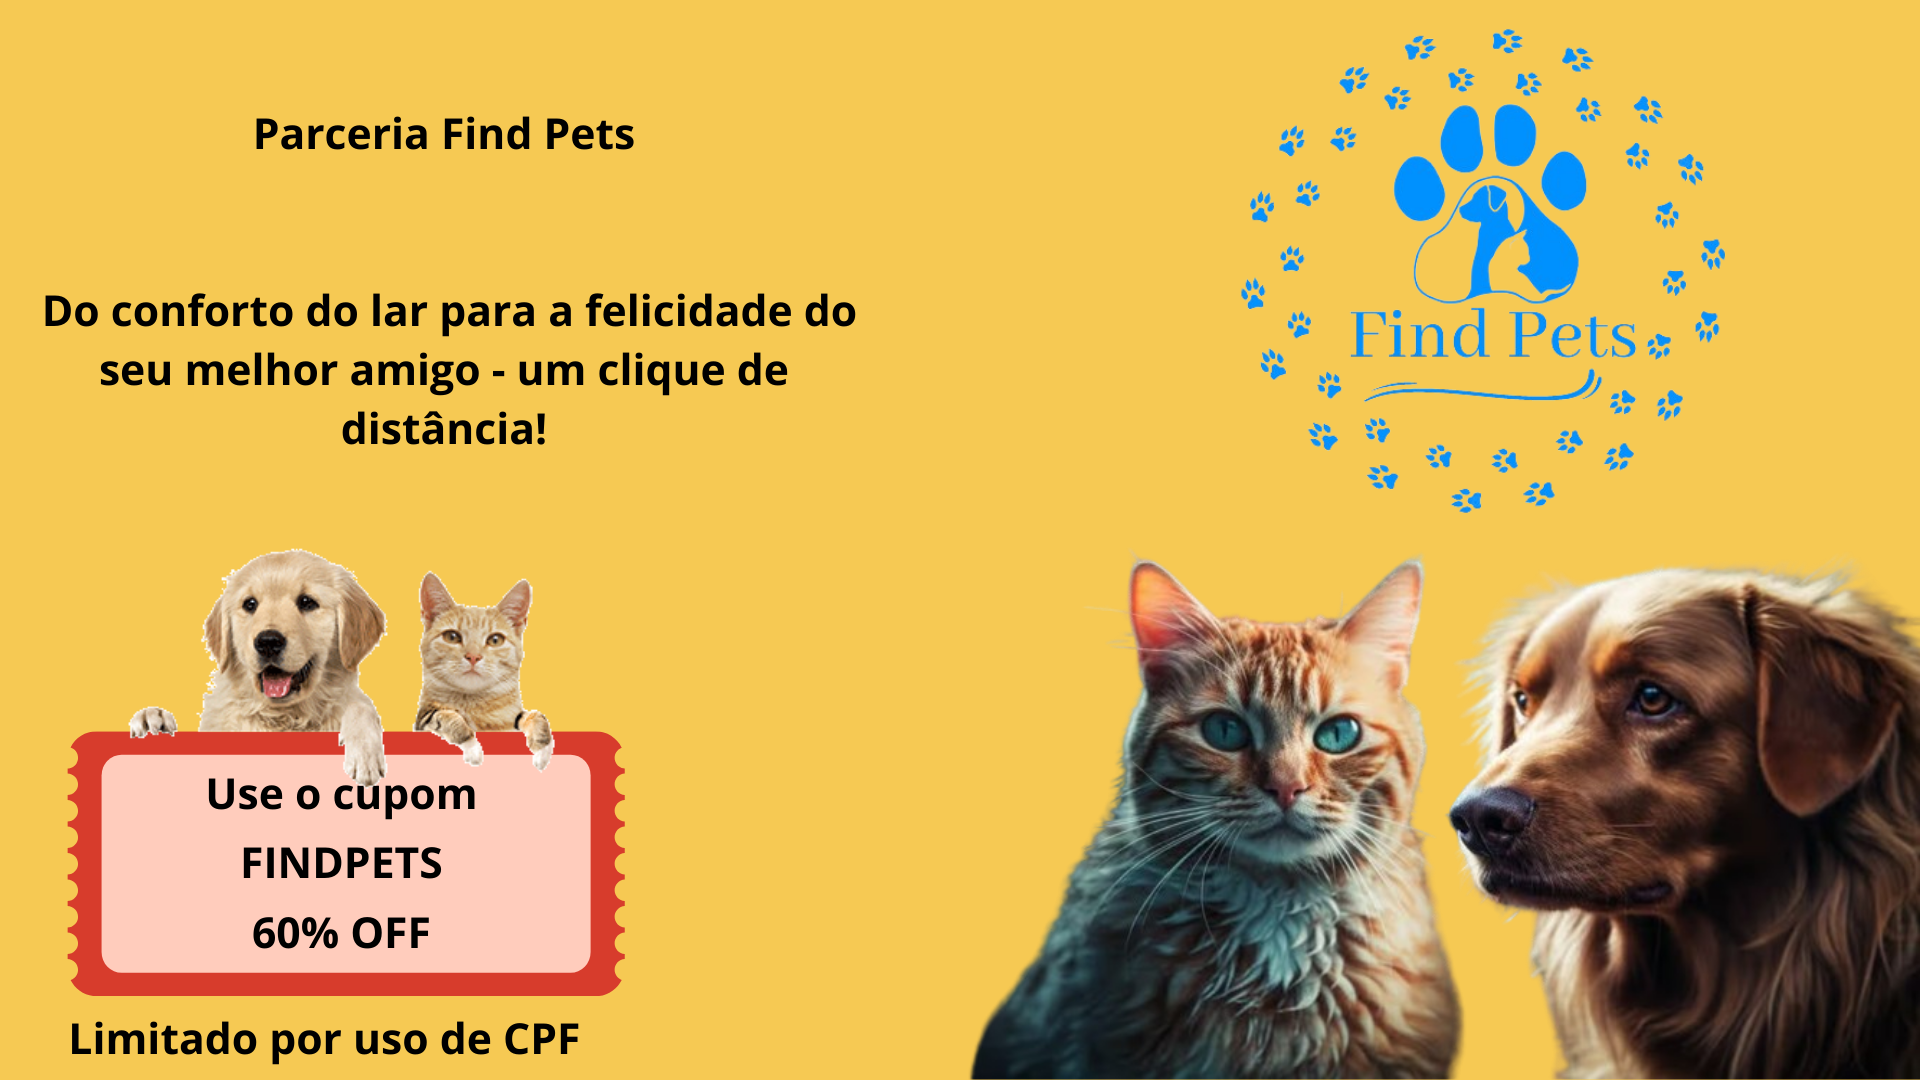 Parceria Find Pets
Do conforto do lar para a felicidade do
seu melhor amigo - um clique de
distância!
Find Pets
Use o cupom
FINDPETS
60% OFF
Limitado por uso de CPF